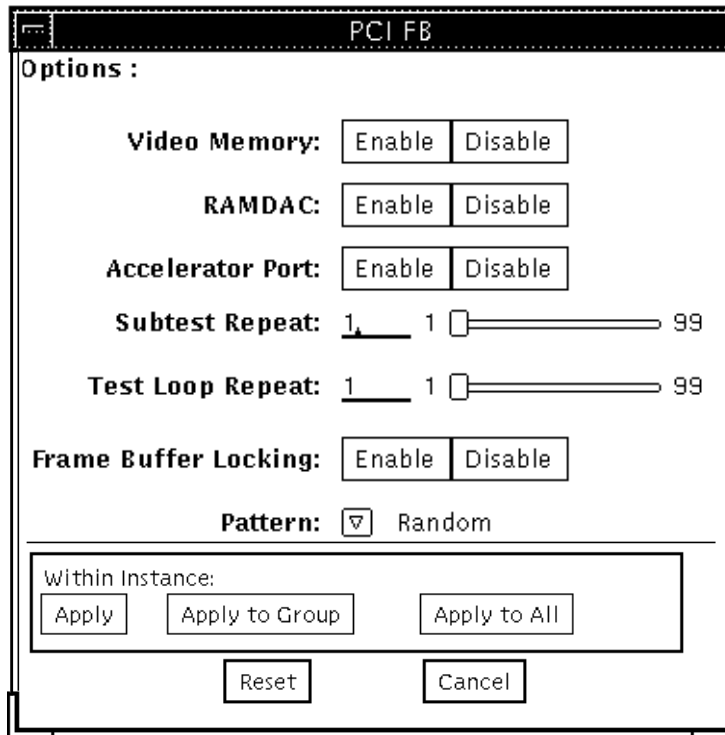 PCI FB
Options :
Video Memory: Enable Disable
RAMDAC: Enable Disable
Accelerator Port: Enable Disable
Subtest Repeat: 1 1 99
Test Loop Repeat: 1 1 99
Frame Buffer Locking: Enable Disable
Pattern: Random
Within Instance:
Apply Apply to Group Apply to All
Reset Cancel